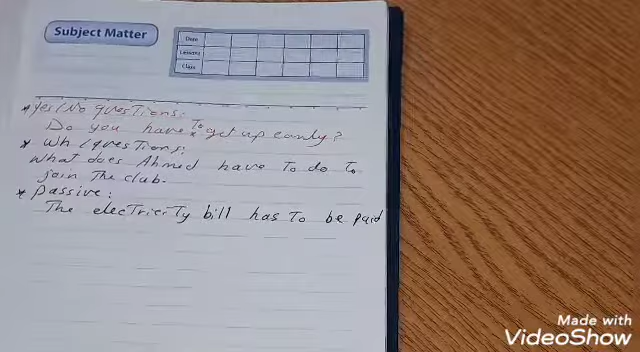 Subject Matter
Date
Lessons
Class
* Yes/No questions:
Do you have to get up early?
* Wh/questions:
What does Ahmed have To do To
join The club.
* Passive:
The electricity bill has To be paid
Made with
VideoShow